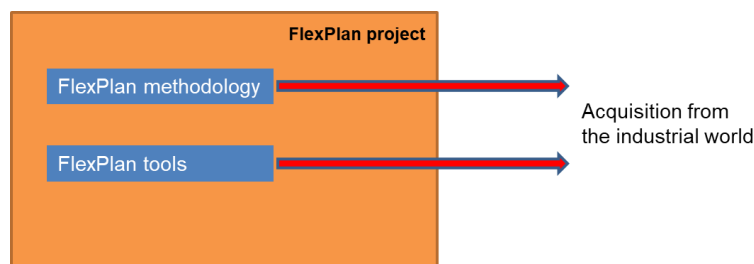 FlexPlan project
FlexPlan methodology
Acquisition from
the industrial world
FlexPlan tools